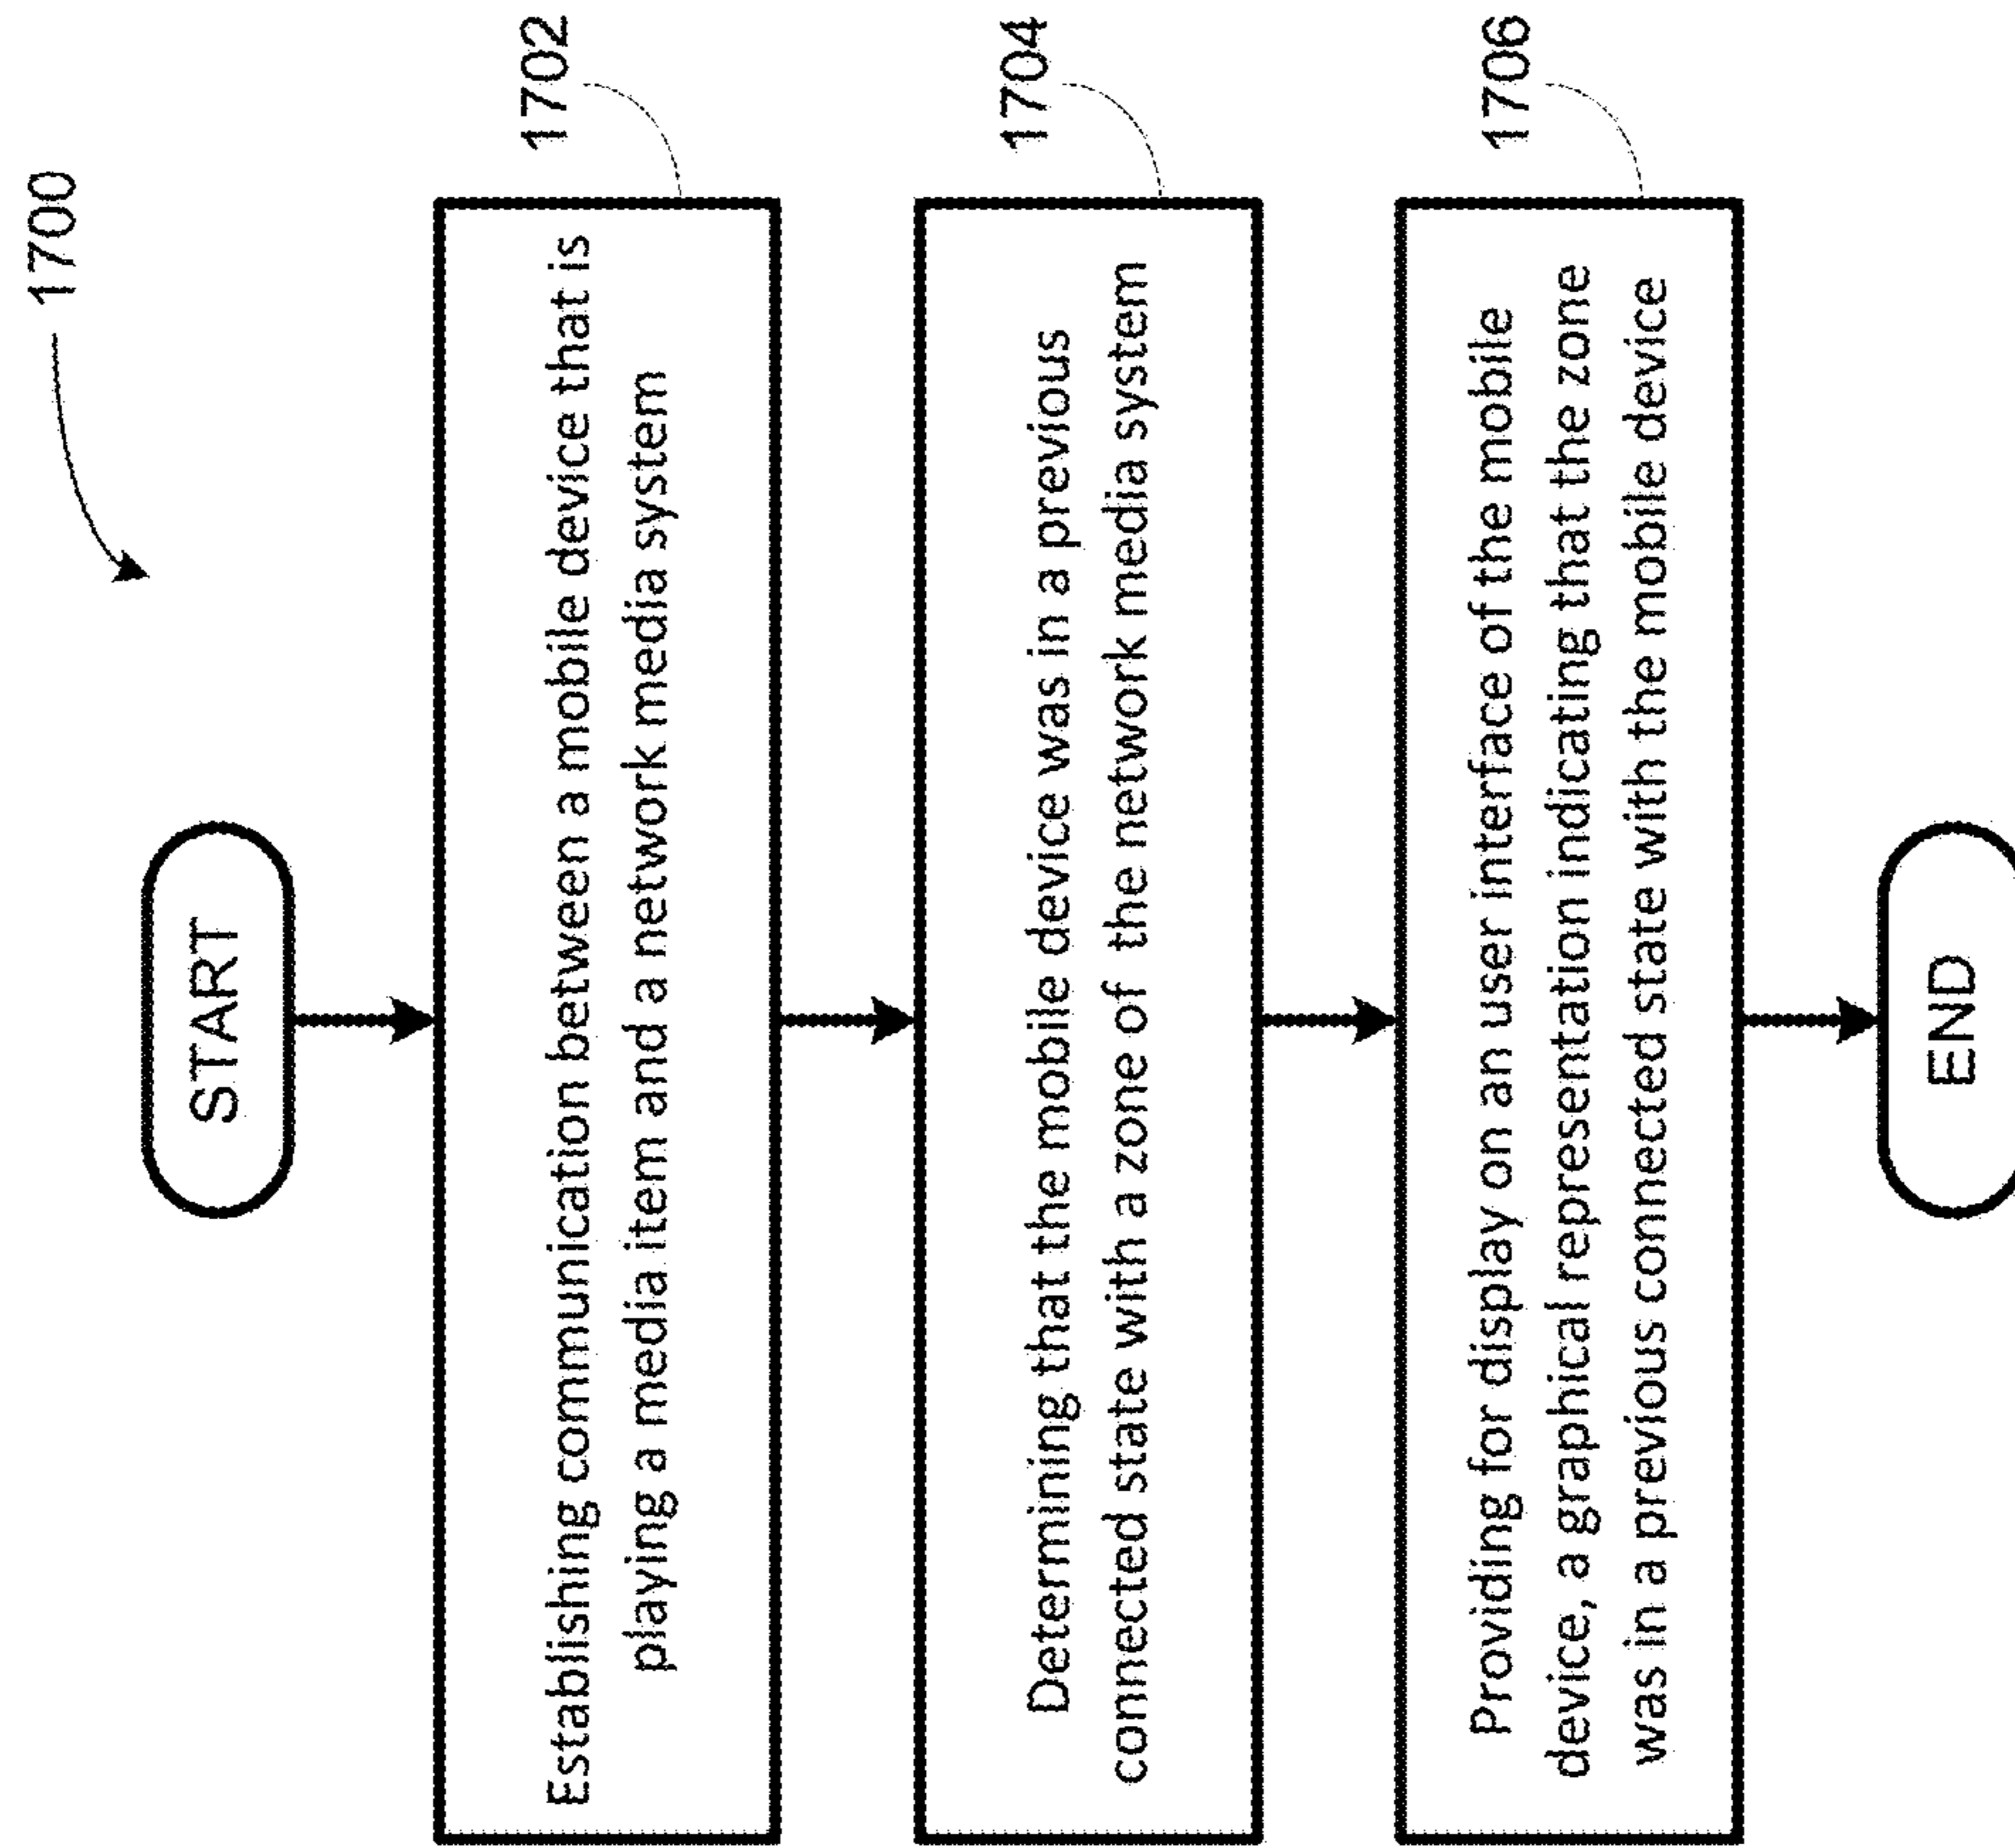 1700
START
Establishing communication between a mobile device that is
playing a media item and a network media system
1702
Determining that the mobile device was in a previous
connected state with a zone of the network media system
1704
Providing for display on an user interface of the mobile
device, a graphical representation indicating that the zone
was in a previous connected state with the mobile device
1706
END